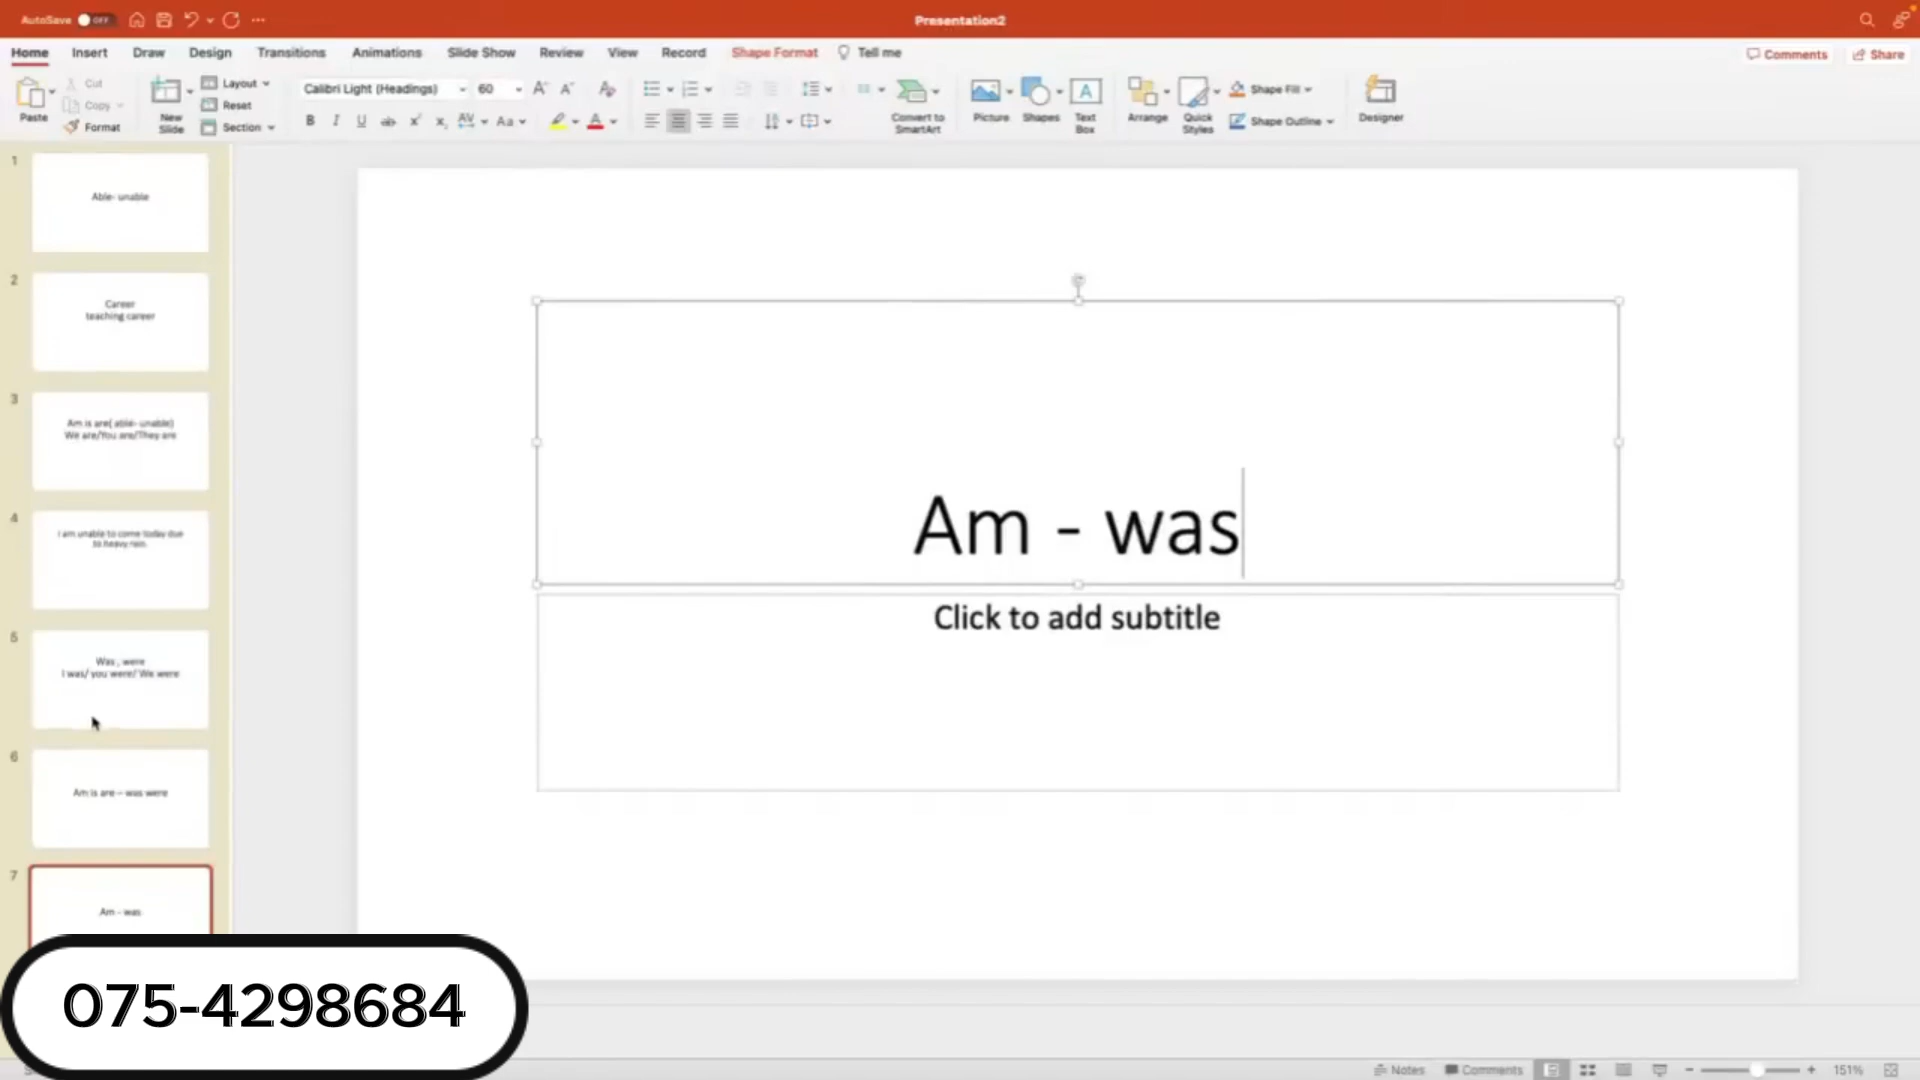 AutoSave OFF
Presentation2
Home Insert Draw Design Transitions Animations Slide Show Review View Record Shape Format Tell me
Comments Share
Paste
Cut
Copy
Format
New Slide
Layout
Reset
Section
Calibri Light (Headings) 60
Convert to SmartArt
Picture
Shapes
Text Box
Arrange
Quick Styles
Shape Fill
Shape Outline
Designer
1
Able- unable
2
Career
teaching career
3
Am is are( able- unable)
We are/You are/They are
4
I am unable to come today due
to heavy rain.
5
Was , were
I was/ you were/ We were
6
Am is are – was were
7
Am - was
Am - was
Click to add subtitle
075-4298684
Notes Comments 151%